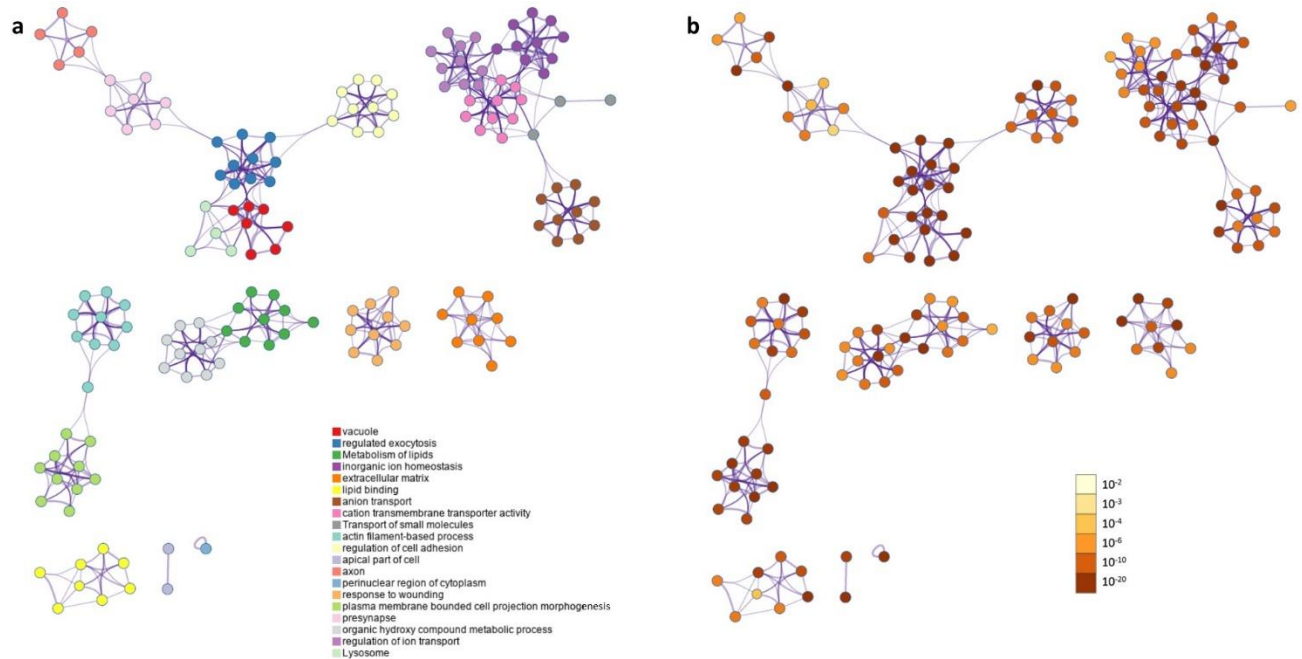 a
b
vacuole
regulated exocytosis
Metabolism of lipids
inorganic ion homeostasis
extracellular matrix
lipid binding
anion transport
cation transmembrane transporter activity
Transport of small molecules
actin filament-based process
regulation of cell adhesion
apical part of cell
axon
perinuclear region of cytoplasm
response to wounding
plasma membrane bounded cell projection morphogenesis
presynapse
organic hydroxy compound metabolic process
regulation of ion transport
Lysosome
10⁻²
10⁻³
10⁻⁴
10⁻⁶
10⁻¹⁰
10⁻²⁰